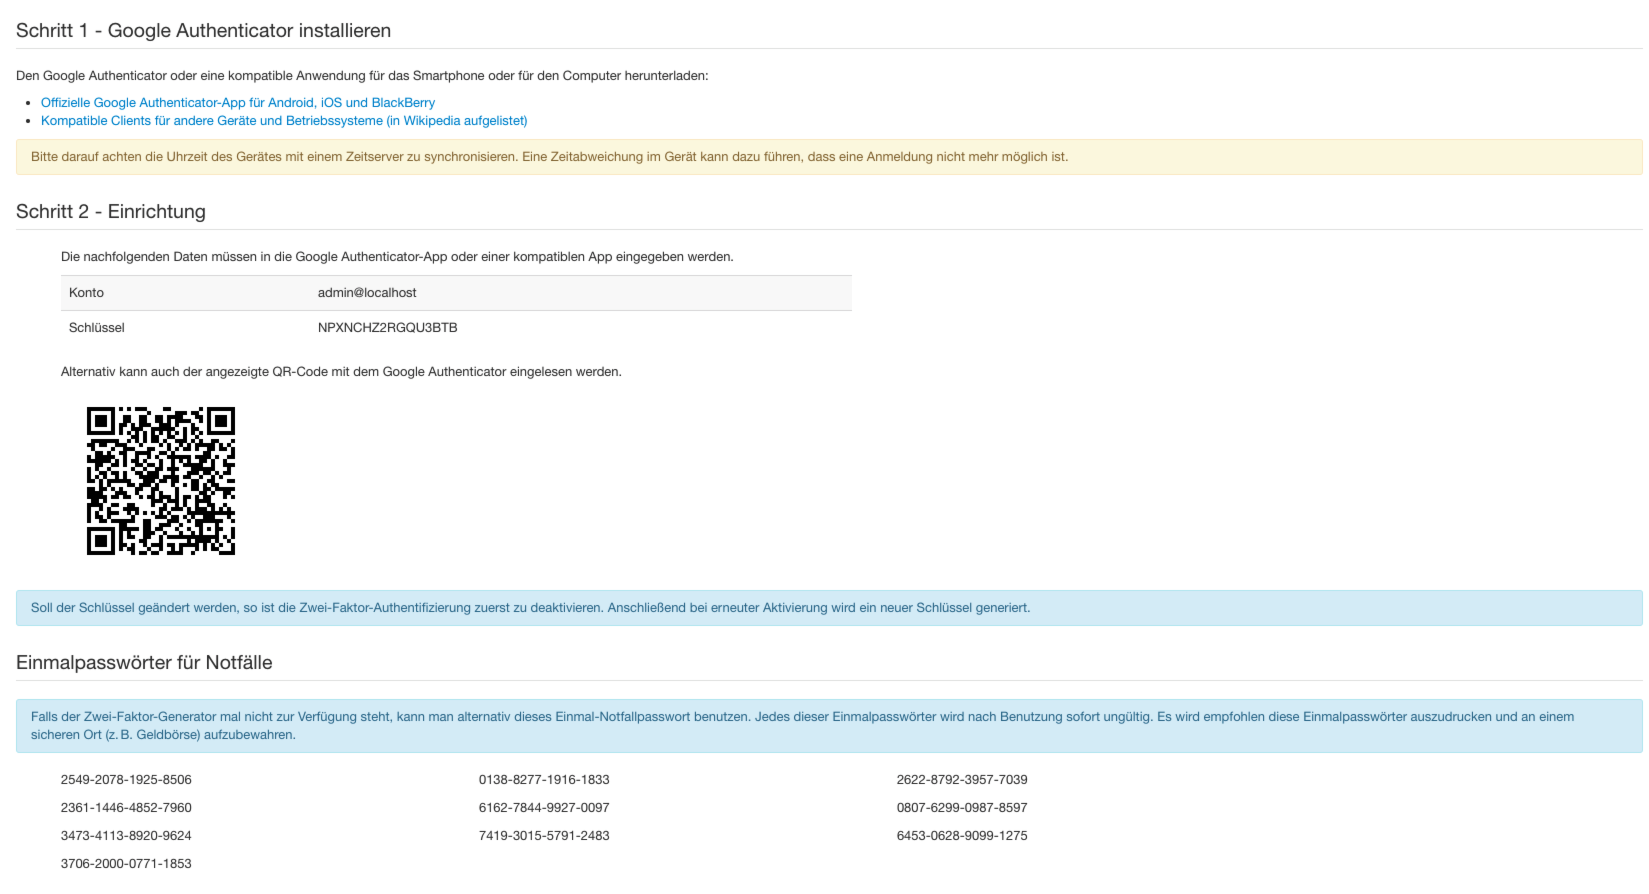 Schritt 1 - Google Authenticator installieren
Den Google Authenticator oder eine kompatible Anwendung für das Smartphone oder für den Computer herunterladen:
Offizielle Google Authenticator-App für Android, iOS und BlackBerry
Kompatible Clients für andere Geräte und Betriebssysteme (in Wikipedia aufgelistet)
Bitte darauf achten die Uhrzeit des Gerätes mit einem Zeitserver zu synchronisieren. Eine Zeitabweichung im Gerät kann dazu führen, dass eine Anmeldung nicht mehr möglich ist.
Schritt 2 - Einrichtung
Die nachfolgenden Daten müssen in die Google Authenticator-App oder einer kompatiblen App eingegeben werden.
Konto admin@localhost
Schlüssel NPXNCHZ2RGQU3BTB
Alternativ kann auch der angezeigte QR-Code mit dem Google Authenticator eingelesen werden.
Soll der Schlüssel geändert werden, so ist die Zwei-Faktor-Authentifizierung zuerst zu deaktivieren. Anschließend bei erneuter Aktivierung wird ein neuer Schlüssel generiert.
Einmalpasswörter für Notfälle
Falls der Zwei-Faktor-Generator mal nicht zur Verfügung steht, kann man alternativ dieses Einmal-Notfallpasswort benutzen. Jedes dieser Einmalpasswörter wird nach Benutzung sofort ungültig. Es wird empfohlen diese Einmalpasswörter auszudrucken und an einem
sicheren Ort (z. B. Geldbörse) aufzubewahren.
2549-2078-1925-8506 0138-8277-1916-1833 2622-8792-3957-7039
2361-1446-4852-7960 6162-7844-9927-0097 0807-6299-0987-8597
3473-4113-8920-9624 7419-3015-5791-2483 6453-0628-9099-1275
3706-2000-0771-1853